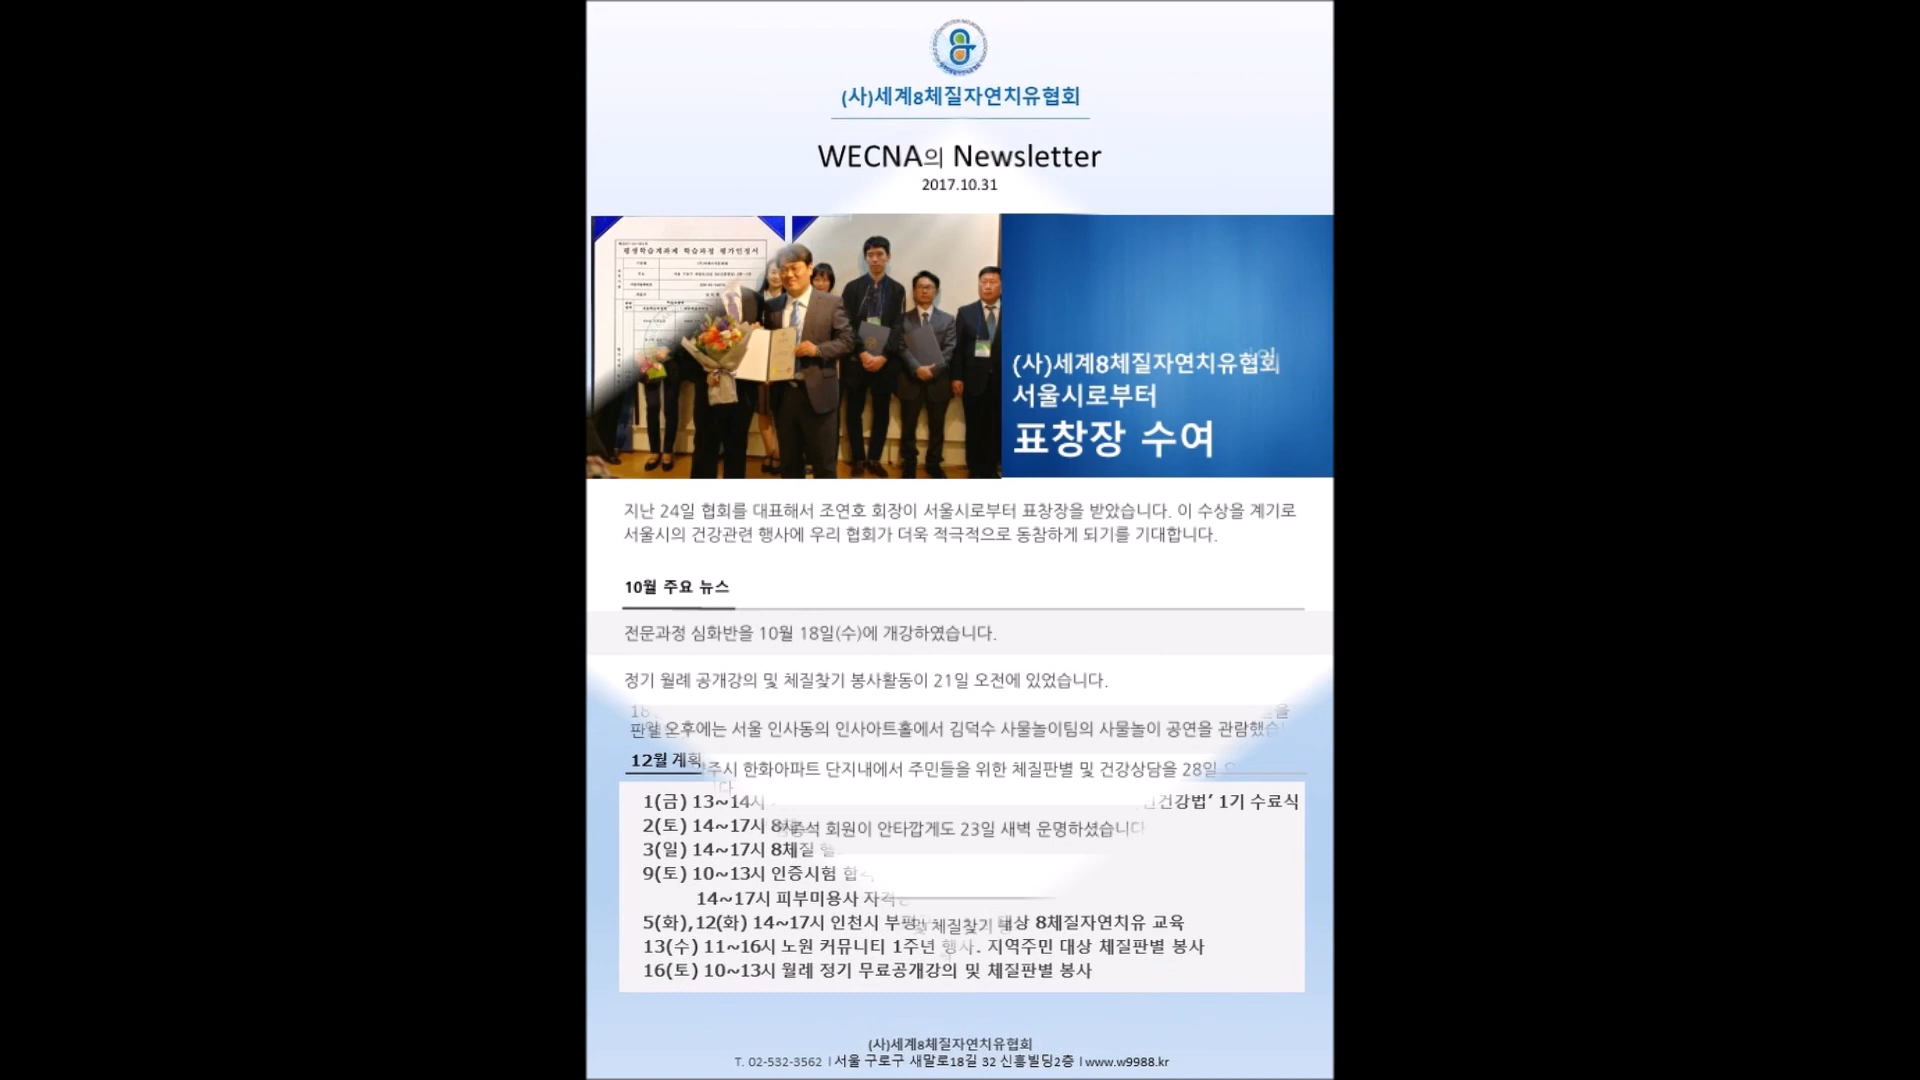 (사)세계8체질자연치유협회
WECNA의 Newsletter
2017.10.31
평생학습계좌제 학습과정 평가인정서
(사)세계8체질자연치유협회
서울시로부터
표창장 수여
지난 24일 협회를 대표해서 조연호 회장이 서울시로부터 표창장을 받았습니다. 이 수상을 계기로
서울시의 건강관련 행사에 우리 협회가 더욱 적극적으로 동참하게 되기를 기대합니다.
10월 주요 뉴스
전문과정 심화반을 10월 18일(수)에 개강하였습니다.
정기 월례 공개강의 및 체질찾기 봉사활동이 21일 오전에 있었습니다.
오후에는 서울 인사동의 인사아트홀에서 김덕수 사물놀이팀의 사물놀이 공연을 관람했습
12월 계획
한화아파트 단지내에서 주민들을 위한 체질판별 및 건강상담을 28일
1(금) 13~14시
건강법’ 1기 수료식
2(토) 14~17시
회원이 안타깝게도 23일 새벽 운명하셨습니다
3(일) 14~17시 8체질
9(토) 10~13시 인증시험
14~17시 피부미용사
5(화),12(화) 14~17시 인천시
및 체질찾기
대상 8체질자연치유 교육
13(수) 11~16시 노원 커뮤니티 1주년 행사. 지역주민 대상 체질판별 봉사
16(토) 10~13시 월례 정기 무료공개강의 및 체질판별 봉사
(사)세계8체질자연치유협회
T. 02-532-3562 l 서울 구로구 새말로18길 32 신흥빌딩2층 l www.w9988.kr